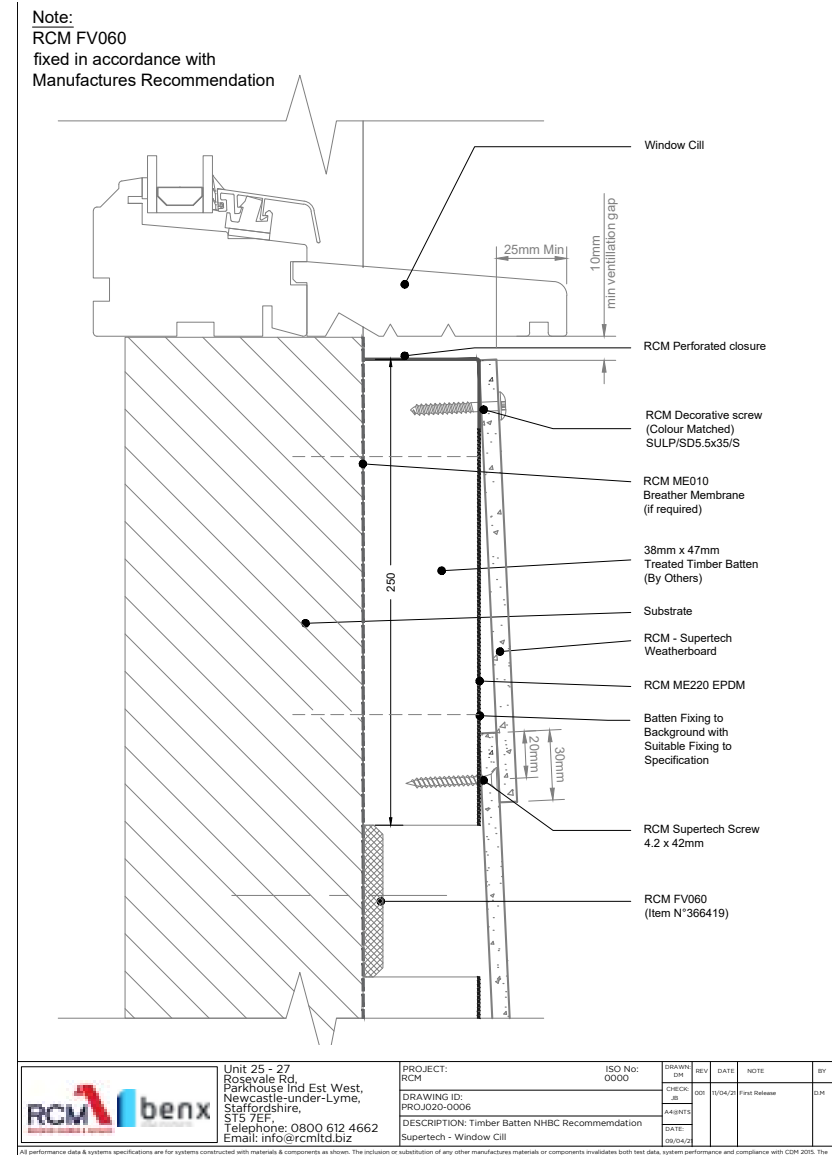 Note:
RCM FV060
fixed in accordance with
Manufactures Recommendation
Window Cill
25mm Min
10mm
min ventillation gap
RCM Perforated closure
RCM Decorative screw
(Colour Matched)
SULP/SD5.5x35/S
RCM ME010
Breather Membrane
(if required)
38mm x 47mm
Treated Timber Batten
(By Others)
250
Substrate
RCM - Supertech
Weatherboard
RCM ME220 EPDM
Batten Fixing to
Background with
Suitable Fixing to
Specification
20mm
30mm
RCM Supertech Screw
4.2 x 42mm
RCM FV060
(Item N°366419)
RCM
benx
Unit 25 - 27
Rosevale Rd,
Parkhouse Ind Est West,
Newcastle-under-Lyme,
Staffordshire,
ST5 7EF,
Telephone: 0800 612 4662
Email: info@rcmltd.biz
PROJECT: ISO No:
RCM 0000
DRAWING ID:
PROJ020-0006
DESCRIPTION: Timber Batten NHBC Recommemdation
Supertech - Window Cill
DRAWN: REV DATE NOTE BY
DM
CHECK: 001 11/04/21 First Release D.M
JB
A4@NTS
DATE:
09/04/21
All performance data & systems specifications are for systems constructed with materials & components as shown. The inclusion or substitution of any other manufactures materials or components invalidates both test data, system performance and compliance with CDM 2015. The